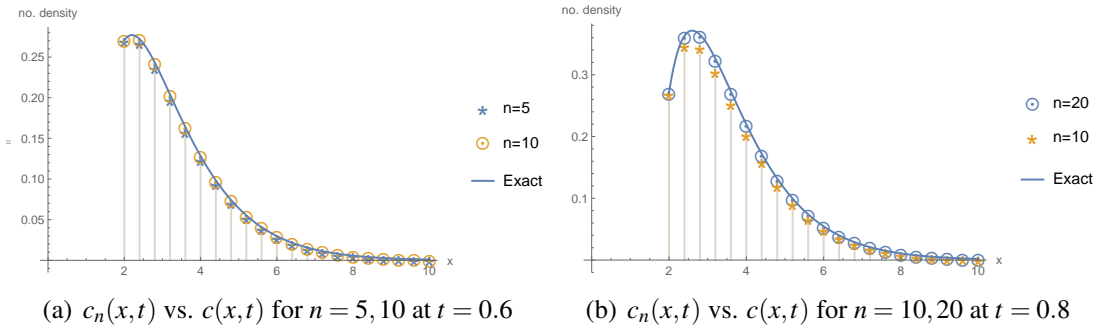 no. density
0.25
0.20
0.15
0.10
0.05
=
2 4 6 8 10 x
n=5
n=10
Exact
no. density
0.3
0.2
0.1
2 4 6 8 10 x
n=20
n=10
Exact
(a) c_n(x,t) vs. c(x,t) for n = 5,10 at t = 0.6
(b) c_n(x,t) vs. c(x,t) for n = 10,20 at t = 0.8